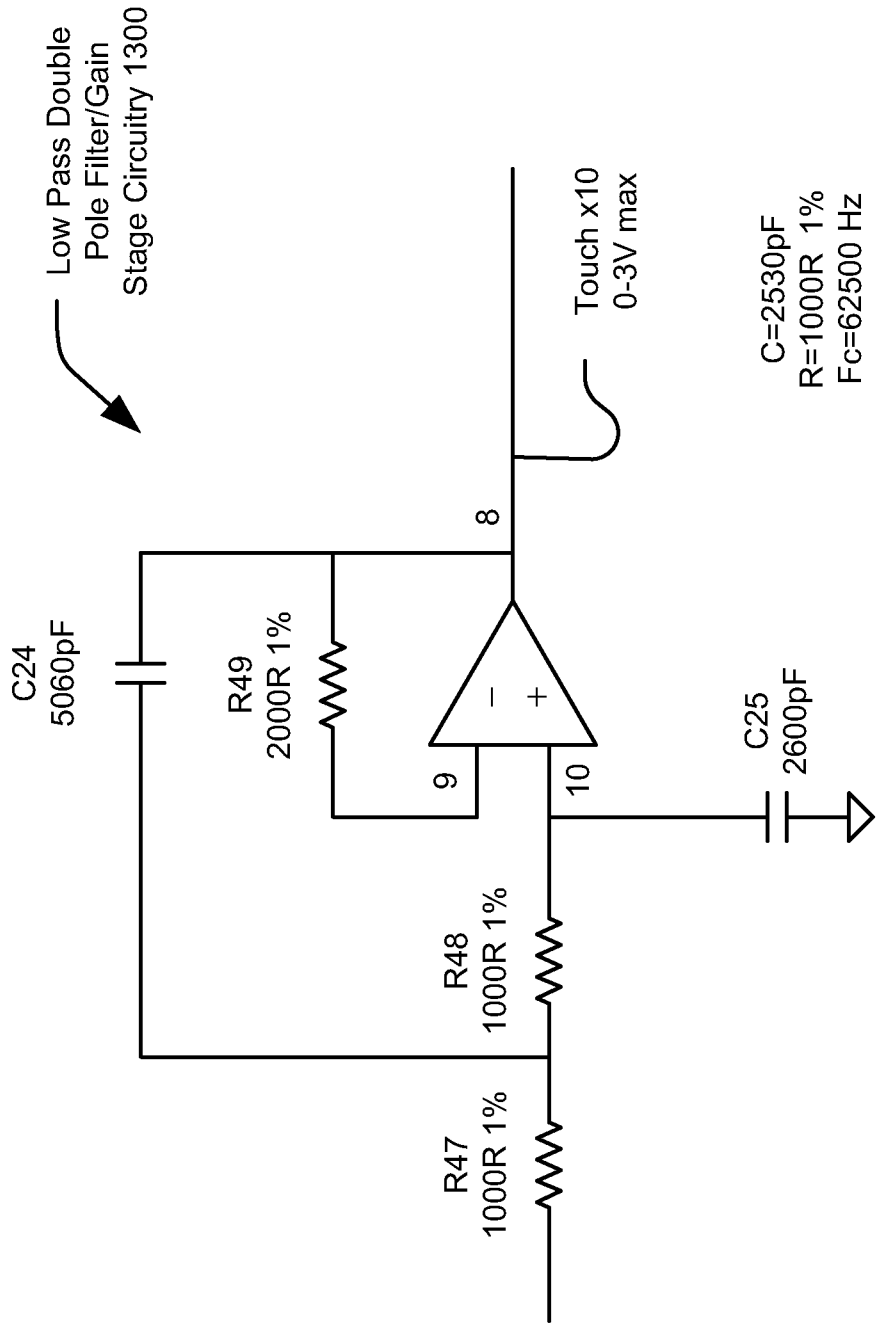 Low Pass Double
Pole Filter/Gain
Stage Circuitry 1300
C24
5060pF
R49
2000R 1%
8
9
−
+
10
R47
1000R 1%
R48
1000R 1%
Touch x10
0-3V max
C25
2600pF
C=2530pF
R=1000R 1%
Fc=62500 Hz